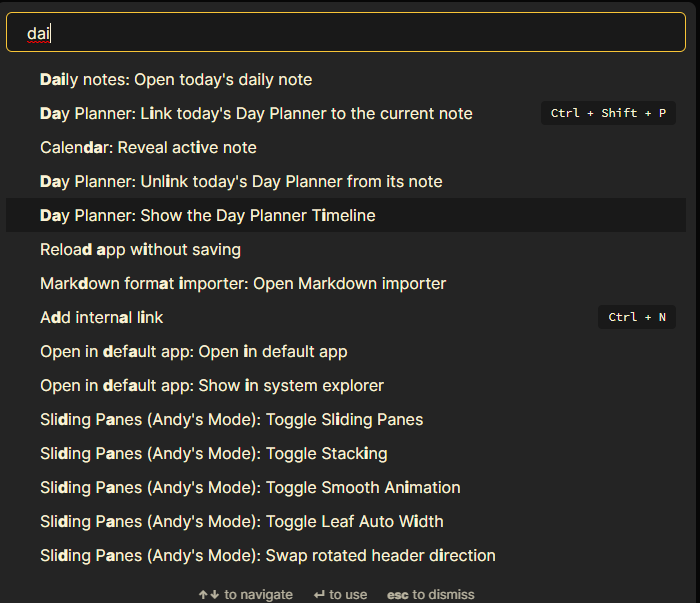 dai
Daily notes: Open today's daily note
Day Planner: Link today's Day Planner to the current note Ctrl + Shift + P
Calendar: Reveal active note
Day Planner: Unlink today's Day Planner from its note
Day Planner: Show the Day Planner Timeline
Reload app without saving
Markdown format importer: Open Markdown importer
Add internal link Ctrl + N
Open in default app: Open in default app
Open in default app: Show in system explorer
Sliding Panes (Andy's Mode): Toggle Sliding Panes
Sliding Panes (Andy's Mode): Toggle Stacking
Sliding Panes (Andy's Mode): Toggle Smooth Animation
Sliding Panes (Andy's Mode): Toggle Leaf Auto Width
Sliding Panes (Andy's Mode): Swap rotated header direction
↑↓ to navigate ↵ to use esc to dismiss